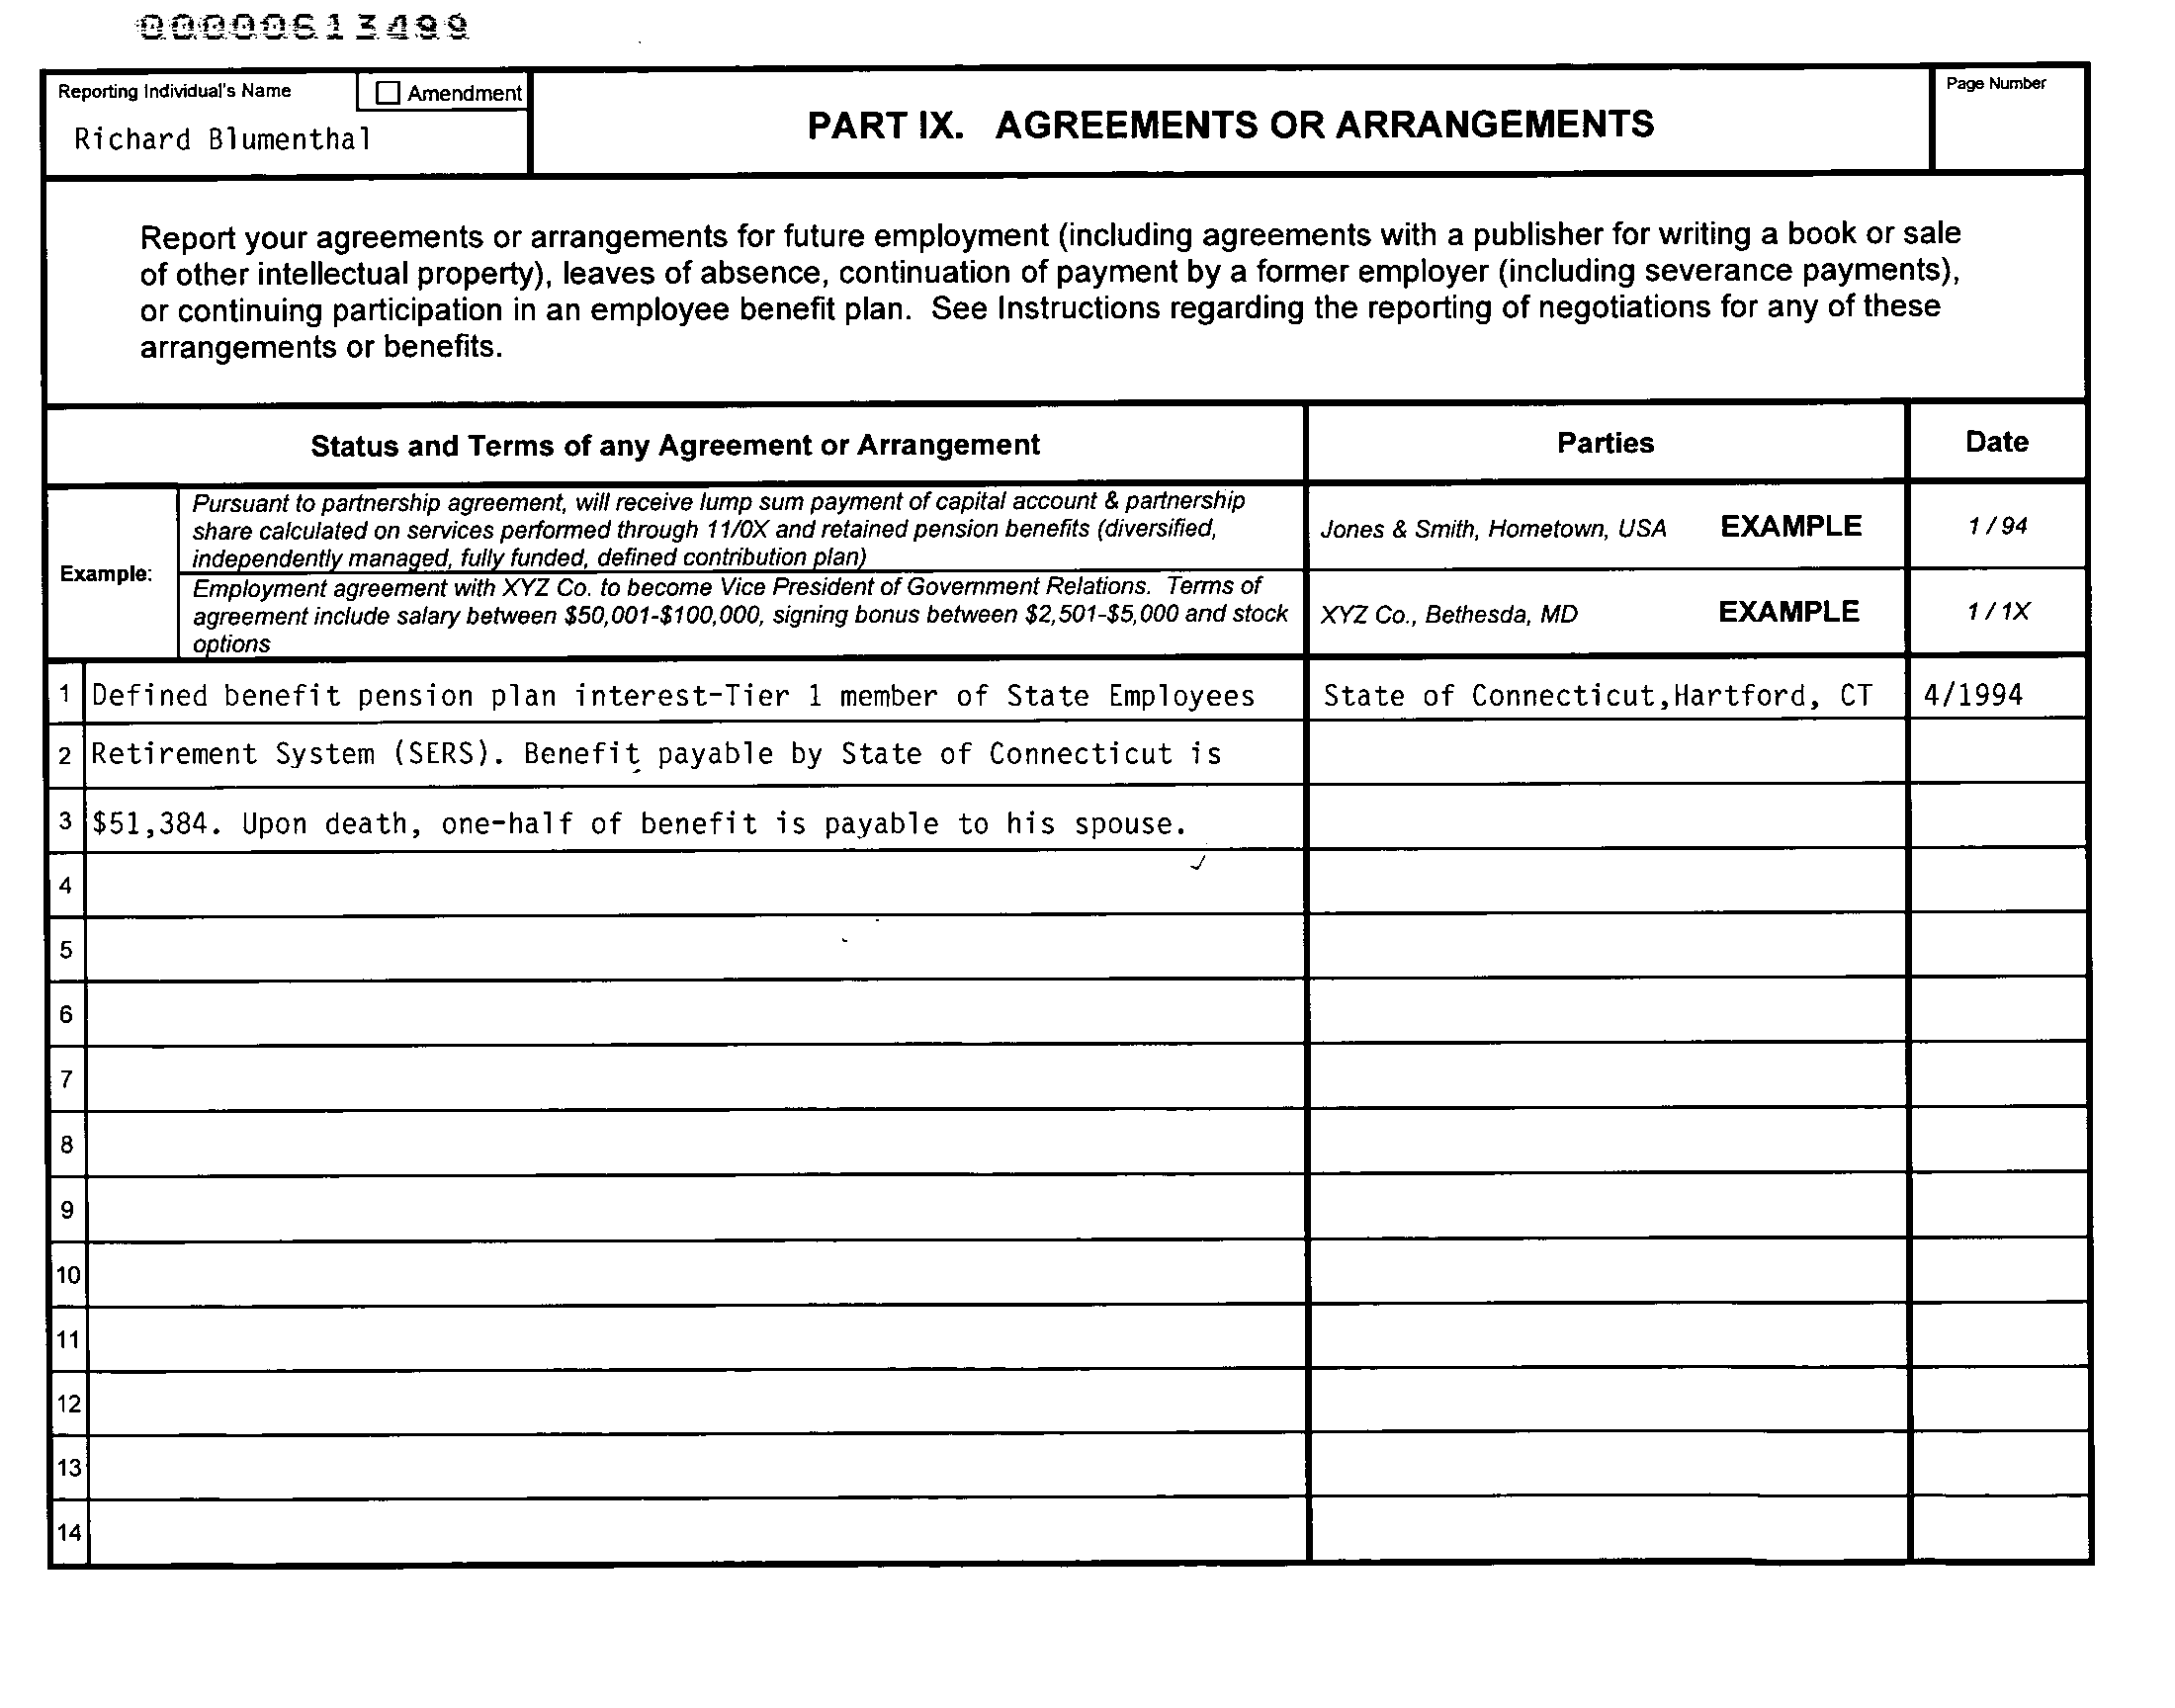 00000613499
Reporting Individual's Name
☐ Amendment
Richard Blumenthal
PART IX. AGREEMENTS OR ARRANGEMENTS
Page Number
Report your agreements or arrangements for future employment (including agreements with a publisher for writing a book or sale
of other intellectual property), leaves of absence, continuation of payment by a former employer (including severance payments),
or continuing participation in an employee benefit plan. See Instructions regarding the reporting of negotiations for any of these
arrangements or benefits.
Status and Terms of any Agreement or Arrangement Parties Date
Example:
Pursuant to partnership agreement, will receive lump sum payment of capital account & partnership
share calculated on services performed through 11/0X and retained pension benefits (diversified,
independently managed, fully funded, defined contribution plan)
Jones & Smith, Hometown, USA EXAMPLE 1 / 94
Employment agreement with XYZ Co. to become Vice President of Government Relations. Terms of
agreement include salary between $50,001-$100,000, signing bonus between $2,501-$5,000 and stock
options
XYZ Co., Bethesda, MD EXAMPLE 1 / 1X
1 Defined benefit pension plan interest-Tier 1 member of State Employees State of Connecticut,Hartford, CT 4/1994
2 Retirement System (SERS). Benefit payable by State of Connecticut is
3 $51,384. Upon death, one-half of benefit is payable to his spouse.
4
5
6
7
8
9
10
11
12
13
14